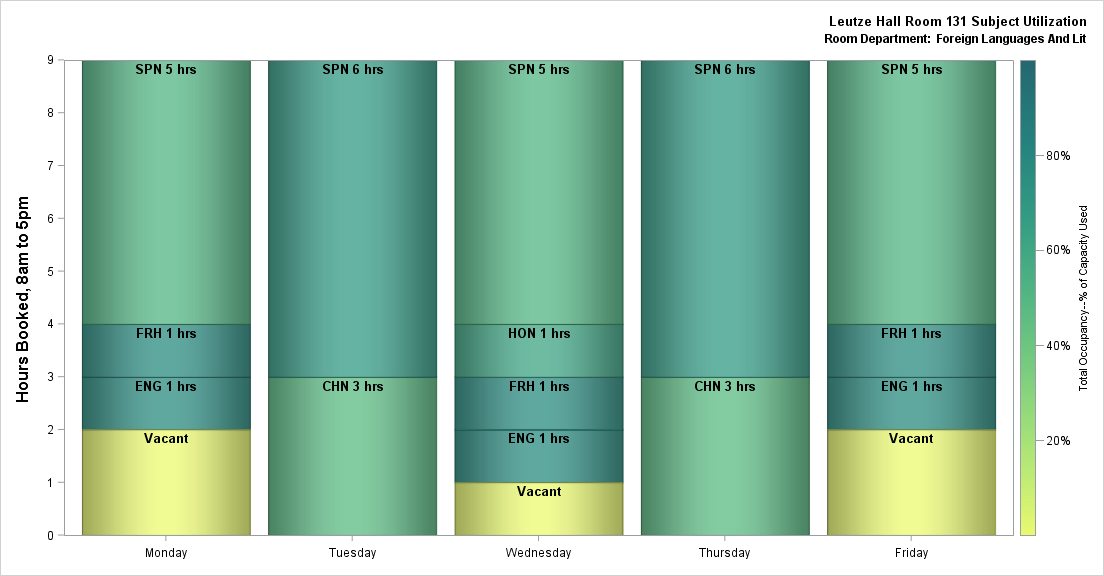 Leutze Hall Room 131 Subject Utilization
Room Department: Foreign Languages And Lit
Hours Booked, 8am to 5pm
9
8
7
6
5
4
3
2
1
0
SPN 5 hrs
FRH 1 hrs
ENG 1 hrs
Vacant
SPN 6 hrs
CHN 3 hrs
SPN 5 hrs
HON 1 hrs
FRH 1 hrs
ENG 1 hrs
Vacant
SPN 6 hrs
CHN 3 hrs
SPN 5 hrs
FRH 1 hrs
ENG 1 hrs
Vacant
Monday
Tuesday
Wednesday
Thursday
Friday
80%
60%
40%
20%
Total Occupancy--% of Capacity Used